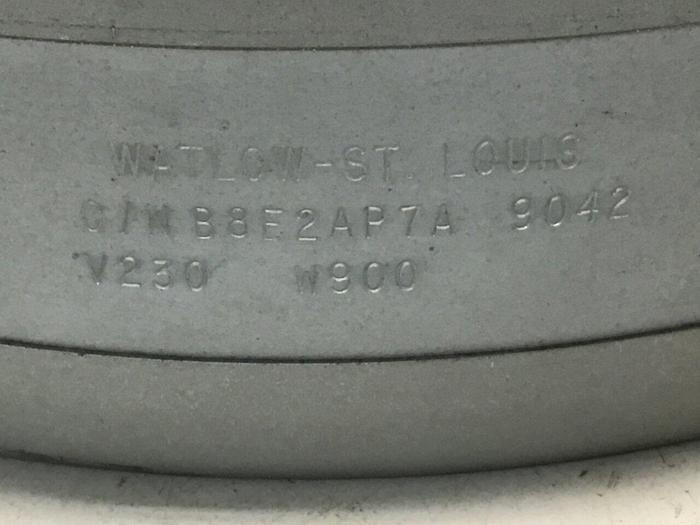 WATLOW-ST. LOUIS
C/N B8E2AP7A 9042
V230 W900